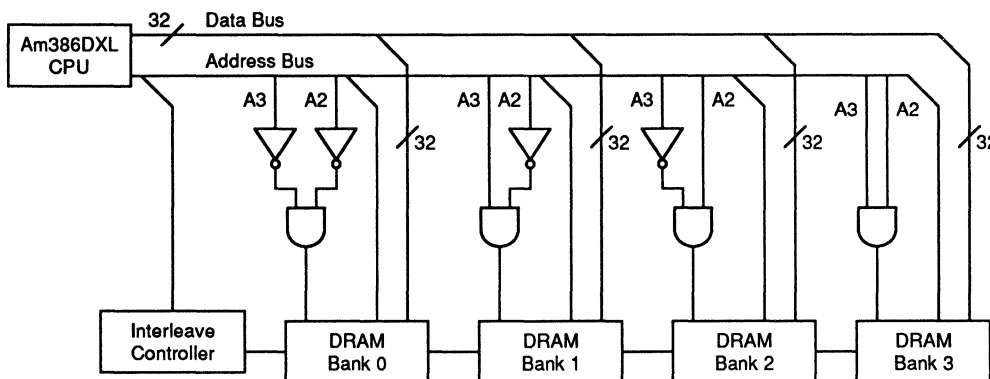 32
Data Bus
Am386DXL
CPU
Address Bus
A3
A2
A3
A2
A3
A2
A3
A2
32
32
32
32
Interleave
Controller
DRAM
Bank 0
DRAM
Bank 1
DRAM
Bank 2
DRAM
Bank 3